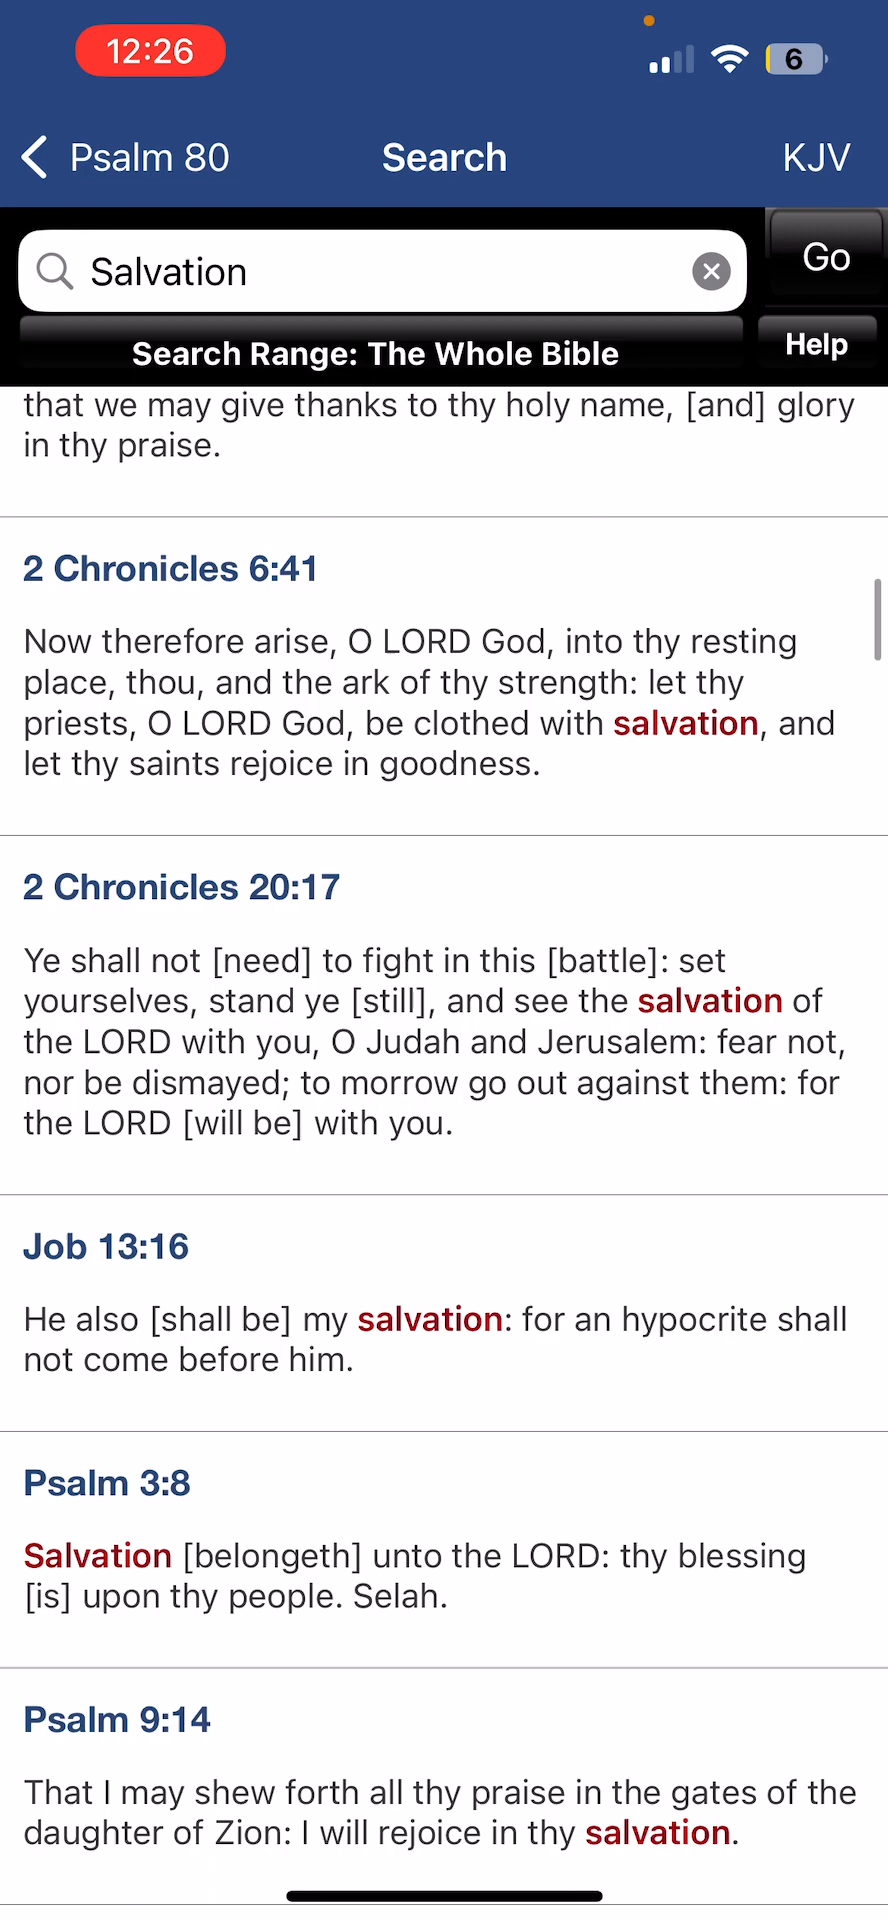 12:26
6
Psalm 80
Search
KJV
Salvation
Go
Search Range: The Whole Bible
Help
that we may give thanks to thy holy name, [and] glory
in thy praise.
2 Chronicles 6:41
Now therefore arise, O LORD God, into thy resting
place, thou, and the ark of thy strength: let thy
priests, O LORD God, be clothed with salvation, and
let thy saints rejoice in goodness.
2 Chronicles 20:17
Ye shall not [need] to fight in this [battle]: set
yourselves, stand ye [still], and see the salvation of
the LORD with you, O Judah and Jerusalem: fear not,
nor be dismayed; to morrow go out against them: for
the LORD [will be] with you.
Job 13:16
He also [shall be] my salvation: for an hypocrite shall
not come before him.
Psalm 3:8
Salvation [belongeth] unto the LORD: thy blessing
[is] upon thy people. Selah.
Psalm 9:14
That I may shew forth all thy praise in the gates of the
daughter of Zion: I will rejoice in thy salvation.